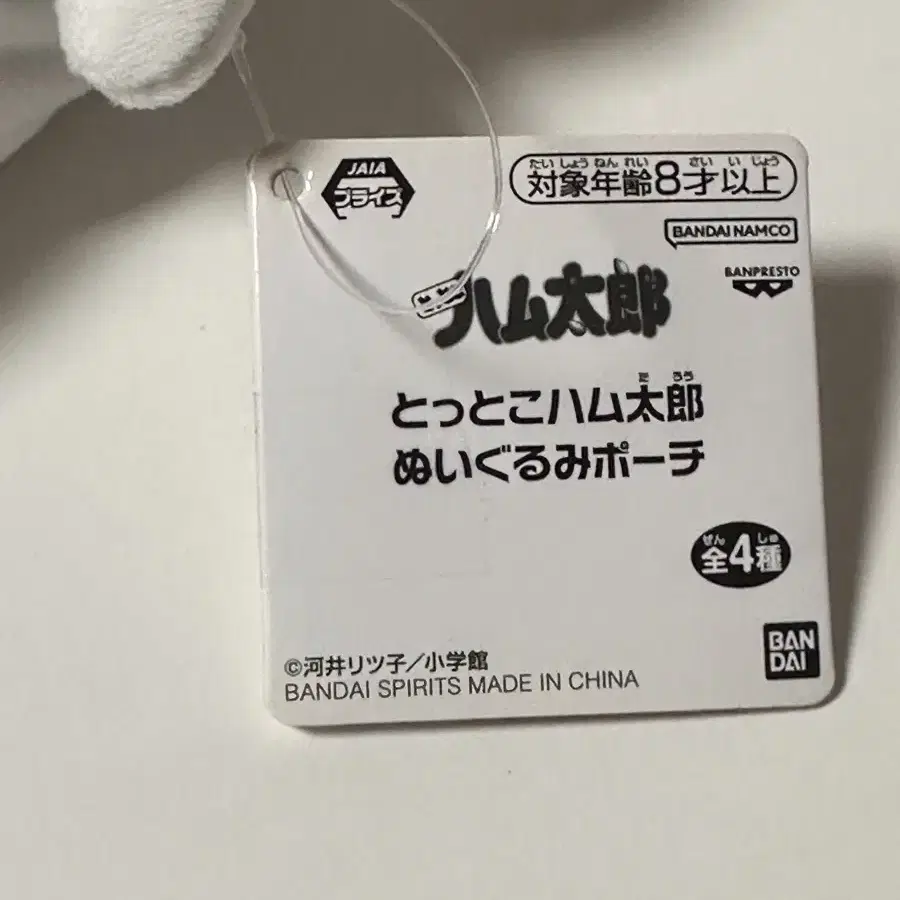 JAIA
プライズ
たいしょうねんれい さいいじょう
対象年齢8才以上
BANDAI NAMCO
BANPRESTO
ハム太郎
た ろう
とっとこハム太郎
ぬいぐるみポーチ
ぜん しゅ
全4種
BAN
DAI
©河井リツ子／小学館
BANDAI SPIRITS MADE IN CHINA